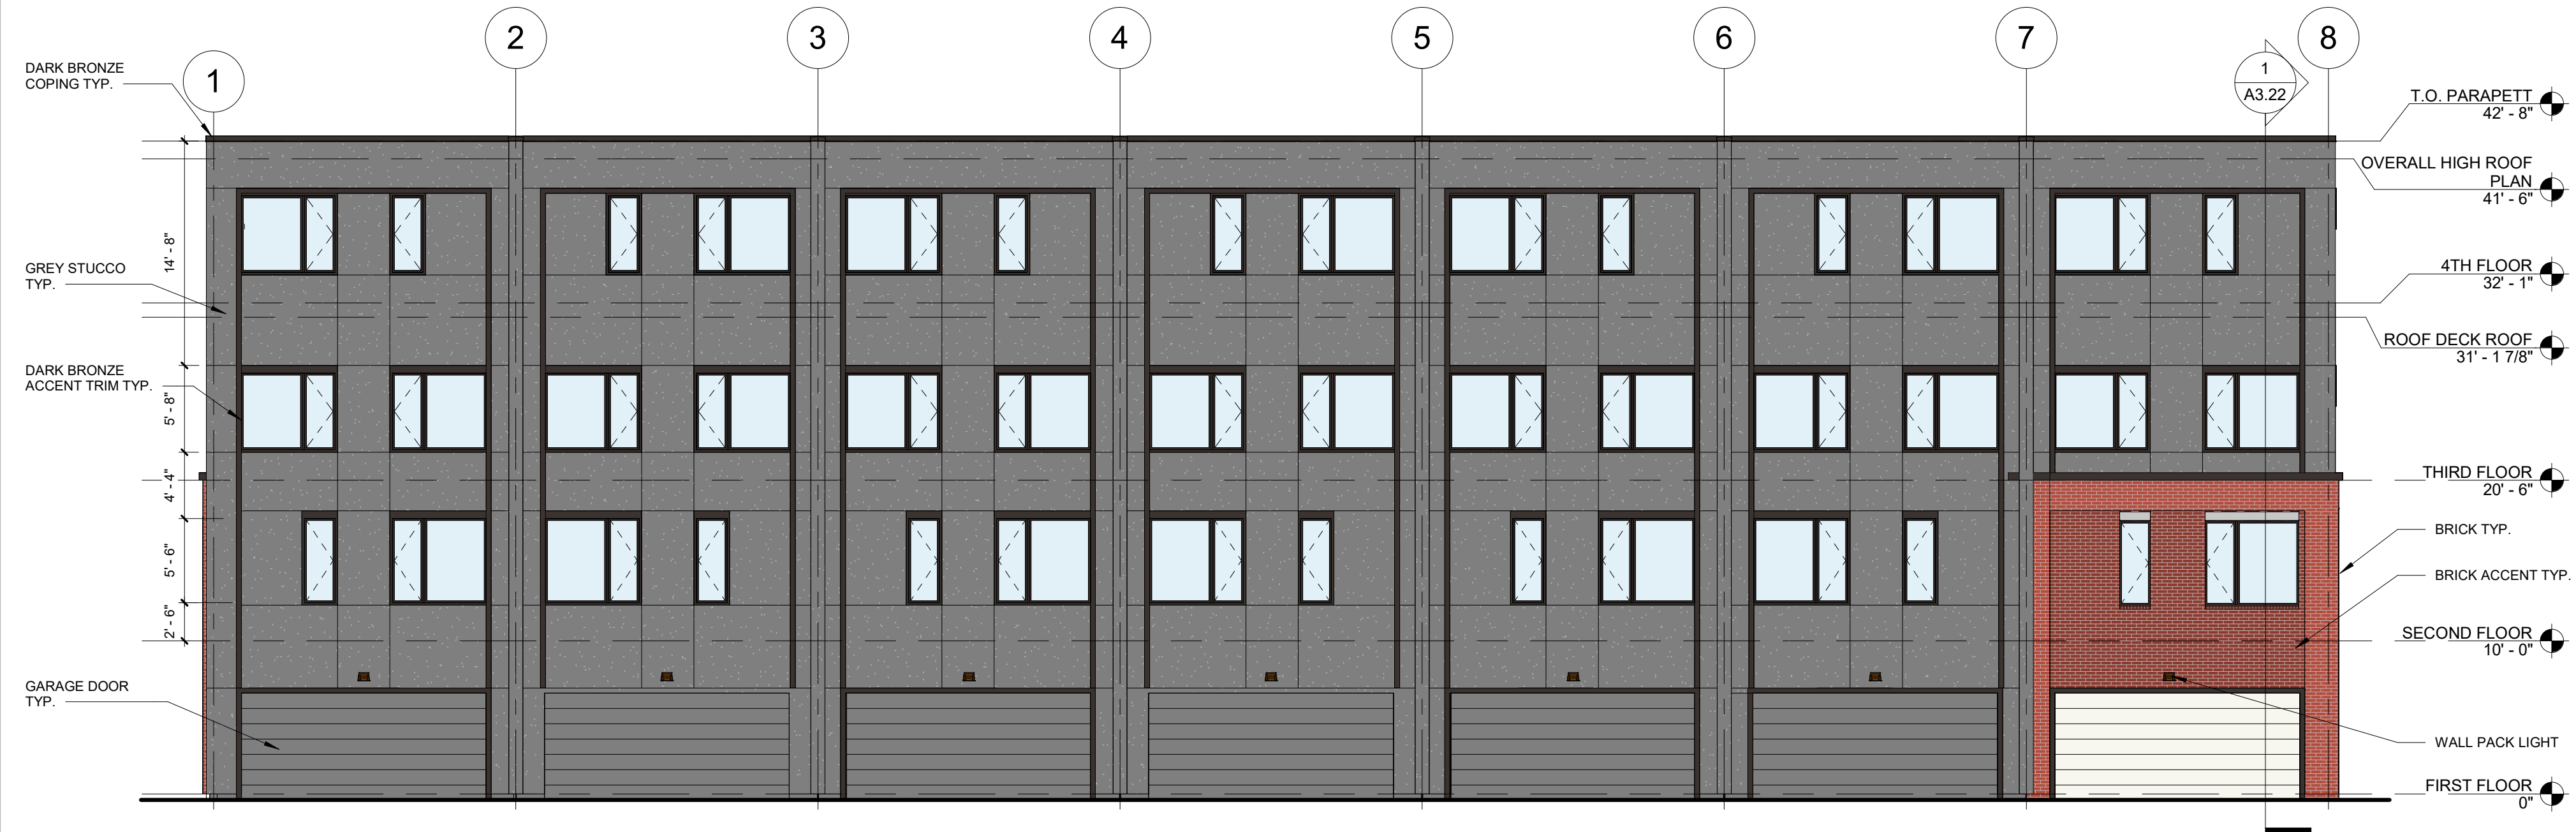 1
2
3
4
5
6
7
8
1
A3.22
DARK BRONZE
COPING TYP.
GREY STUCCO
TYP.
DARK BRONZE
ACCENT TRIM TYP.
GARAGE DOOR
TYP.
14' - 8"
5' - 8"
4' - 4"
5' - 6"
2' - 6"
T.O. PARAPETT
42' - 8"
OVERALL HIGH ROOF
PLAN
41' - 6"
4TH FLOOR
32' - 1"
ROOF DECK ROOF
31' - 1 7/8"
THIRD FLOOR
20' - 6"
BRICK TYP.
BRICK ACCENT TYP.
SECOND FLOOR
10' - 0"
WALL PACK LIGHT
FIRST FLOOR
0"